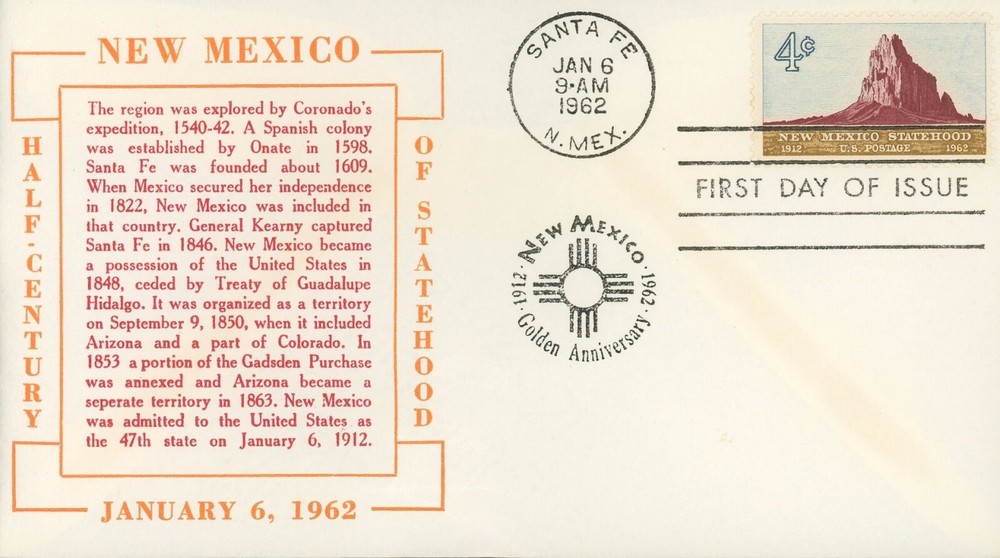 NEW MEXICO
HALF-CENTURY
OF STATEHOOD
The region was explored by Coronado's
expedition, 1540-42. A Spanish colony
was established by Onate in 1598.
Santa Fe was founded about 1609.
When Mexico secured her independence
in 1822, New Mexico was included in
that country. General Kearny captured
Santa Fe in 1846. New Mexico became
a possession of the United States in
1848, ceded by Treaty of Guadalupe
Hidalgo. It was organized as a territory
on September 9, 1850, when it included
Arizona and a part of Colorado. In
1853 a portion of the Gadsden Purchase
was annexed and Arizona became a
seperate territory in 1863. New Mexico
was admitted to the United States as
the 47th state on January 6, 1912.
JANUARY 6, 1962
SANTA FE
JAN 6
9-AM
1962
N. MEX.
4¢
NEW MEXICO STATEHOOD
1912 U.S. POSTAGE 1962
FIRST DAY OF ISSUE
1912 · NEW MEXICO · 1962
· Golden Anniversary ·